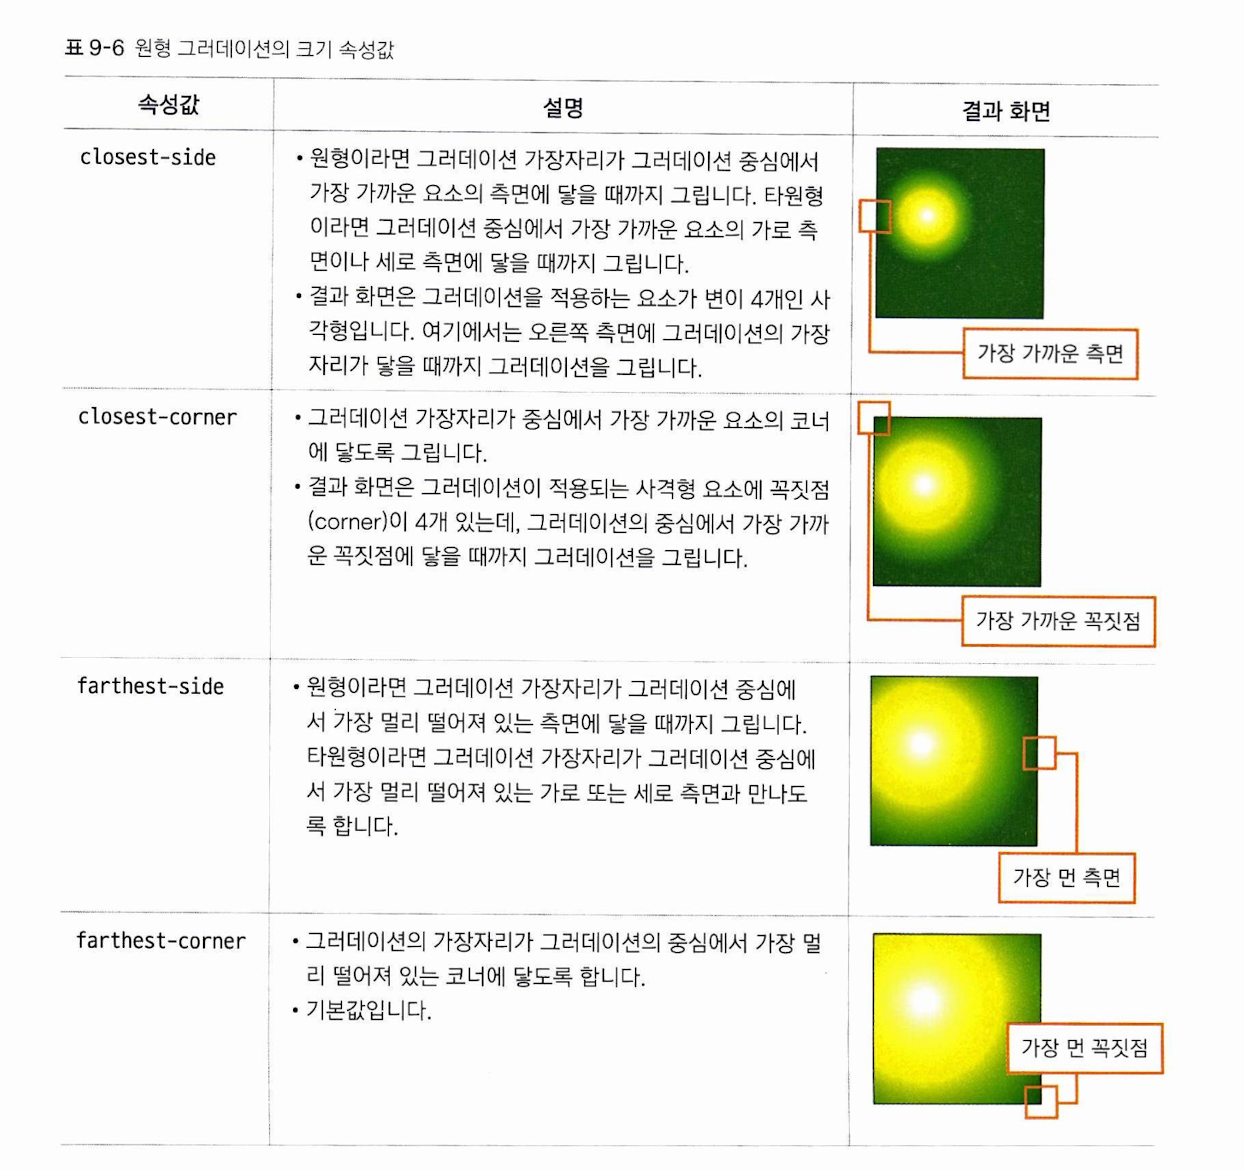 표 9-6 원형 그러데이션의 크기 속성값
속성값
설명
결과 화면
closest-side
• 원형이라면 그러데이션 가장자리가 그러데이션 중심에서
가장 가까운 요소의 측면에 닿을 때까지 그립니다. 타원형
이라면 그러데이션 중심에서 가장 가까운 요소의 가로 측
면이나 세로 측면에 닿을 때까지 그립니다.
• 결과 화면은 그러데이션을 적용하는 요소가 변이 4개인 사
각형입니다. 여기에서는 오른쪽 측면에 그러데이션의 가장
자리가 닿을 때까지 그러데이션을 그립니다.
가장 가까운 측면
closest-corner
• 그러데이션 가장자리가 중심에서 가장 가까운 요소의 코너
에 닿도록 그립니다.
• 결과 화면은 그러데이션이 적용되는 사격형 요소에 꼭짓점
(corner)이 4개 있는데, 그러데이션의 중심에서 가장 가까
운 꼭짓점에 닿을 때까지 그러데이션을 그립니다.
가장 가까운 꼭짓점
farthest-side
• 원형이라면 그러데이션 가장자리가 그러데이션 중심에
서 가장 멀리 떨어져 있는 측면에 닿을 때까지 그립니다.
타원형이라면 그러데이션 가장자리가 그러데이션 중심에
서 가장 멀리 떨어져 있는 가로 또는 세로 측면과 만나도
록 합니다.
가장 먼 측면
farthest-corner
• 그러데이션의 가장자리가 그러데이션의 중심에서 가장 멀
리 떨어져 있는 코너에 닿도록 합니다.
• 기본값입니다.
가장 먼 꼭짓점